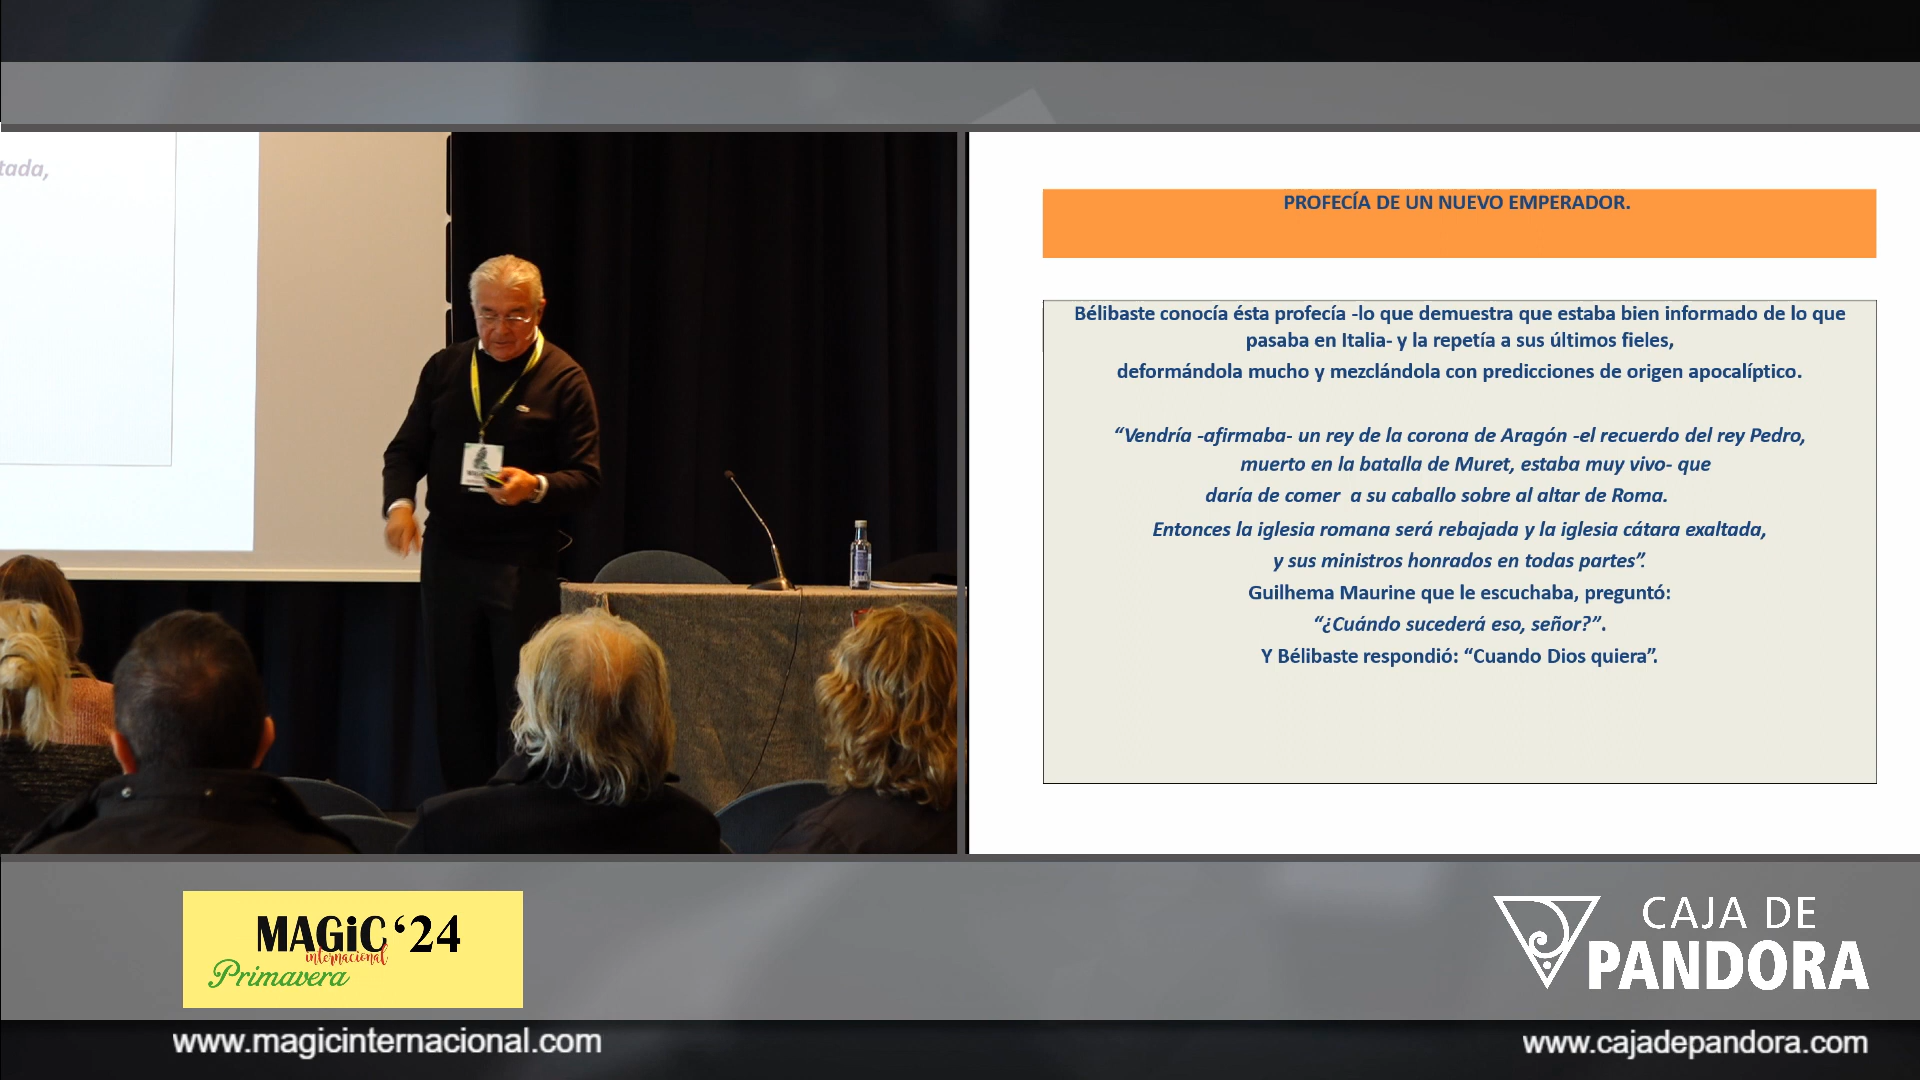 tada,
PROFECÍA DE UN NUEVO EMPERADOR.
Bélibaste conocía ésta profecía -lo que demuestra que estaba bien informado de lo que
pasaba en Italia- y la repetía a sus últimos fieles,
deformándola mucho y mezclándola con predicciones de origen apocalíptico.
“Vendría -afirmaba- un rey de la corona de Aragón -el recuerdo del rey Pedro,
muerto en la batalla de Muret, estaba muy vivo- que
daría de comer a su caballo sobre al altar de Roma.
Entonces la iglesia romana será rebajada y la iglesia cátara exaltada,
y sus ministros honrados en todas partes”.
Guilhema Maurine que le escuchaba, preguntó:
“¿Cuándo sucederá eso, señor?”.
Y Bélibaste respondió: “Cuando Dios quiera”.
MAGiC ‘24
internacional
Primavera
CAJA DE
PANDORA
www.magicinternacional.com
www.cajadepandora.com